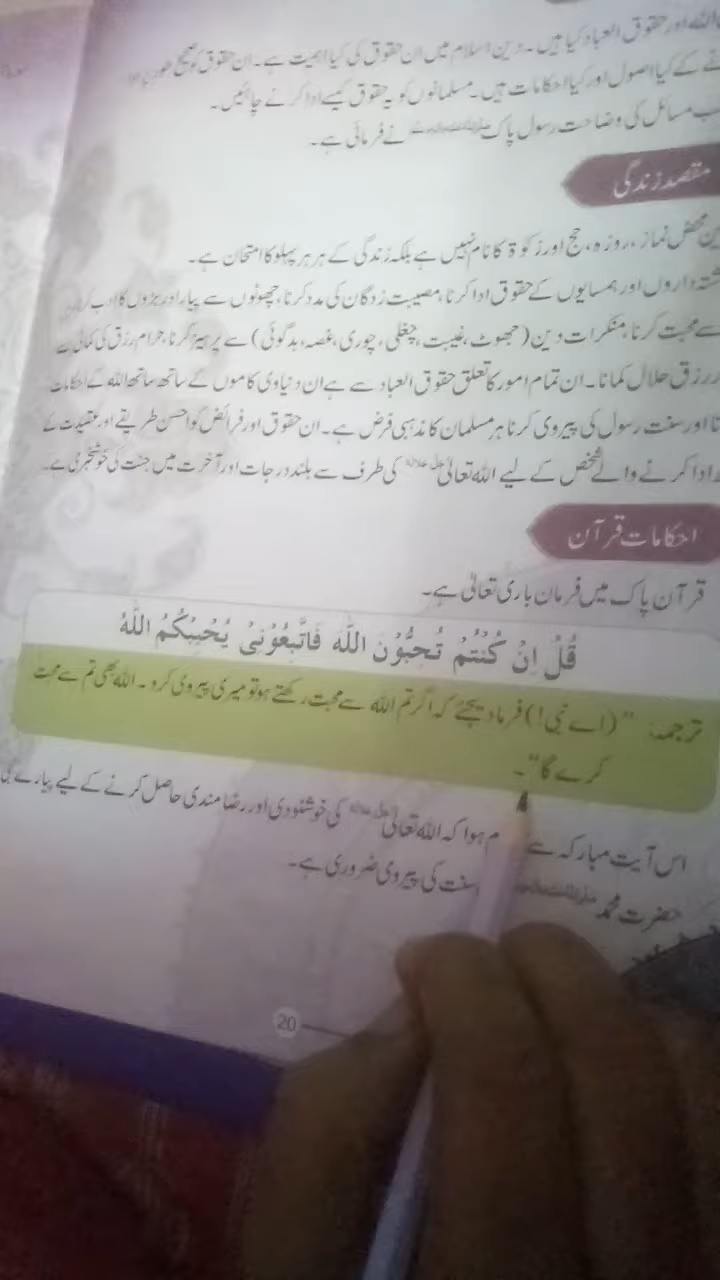 اللہ اور حقوق العباد کیا ہیں۔ دین اسلام میں ان حقوق کی کیا اہمیت ہے۔ ان حقوق کو صحیح طور
کے کیا اصول اور کیا احکامات ہیں۔ مسلمانوں کو یہ حقوق کیسے ادا کرنے چاہئیں۔
مسائل کی وضاحت رسول پاک نے فرمائی ہے۔
مقصد زندگی
محض نماز، روزہ، حج اور زکوۃ کا نام نہیں ہے بلکہ زندگی کے ہر ہر پہلو کا امتحان ہے۔
داروں اور ہمسایوں کے حقوق ادا کرنا، مصیبت زدگان کی مدد کرنا، چھوٹوں سے پیار اور بڑوں کا ادب
سے محبت کرنا، منکرات دین (جھوٹ، غیبت، چغلی، چوری، غصہ، بدگوئی) سے پرہیز کرنا، حرام رزق کی کمائی
رزق حلال کمانا۔ ان تمام امور کا تعلق حقوق العباد سے ہے ان دنیاوی کاموں کے ساتھ ساتھ اللہ کے احکامات
اور سنت رسول کی پیروی کرنا ہر مسلمان کا مذہبی فرض ہے۔ ان حقوق اور فرائض کو احسن طریقے اور عقیدت کے
ادا کرنے والے شخص کے لیے اللہ تعالیٰ کی طرف سے بلند درجات اور آخرت میں جنت کی خوشخبری ہے۔
احکامات قرآن
قرآن پاک میں فرمان باری تعالیٰ ہے۔
قُلْ اِنْ كُنْتُمْ تُحِبُّوْنَ اللّٰهَ فَاتَّبِعُوْنِیْ یُحْبِبْكُمُ اللّٰهُ
ترجمہ: "(اے نبی!) فرما دیجئے کہ اگر تم اللہ سے محبت رکھتے ہو تو میری پیروی کرو۔ اللہ بھی تم سے محبت
کرے گا"۔
اس آیت مبارکہ سے ہوا کہ اللہ تعالیٰ کی خوشنودی اور رضا مندی حاصل کرنے کے لیے پیارے
حضرت محمد سنت کی پیروی ضروری ہے۔
20